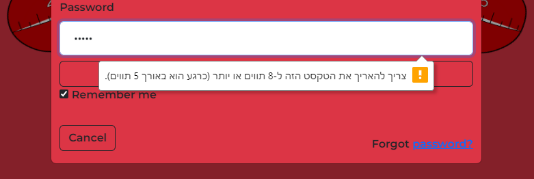 Password
•••••
צריך להאריך את הטקסט הזה ל-8 תווים או יותר (כרגע הוא באורך 5 תווים).
Remember me
Cancel
Forgot password?